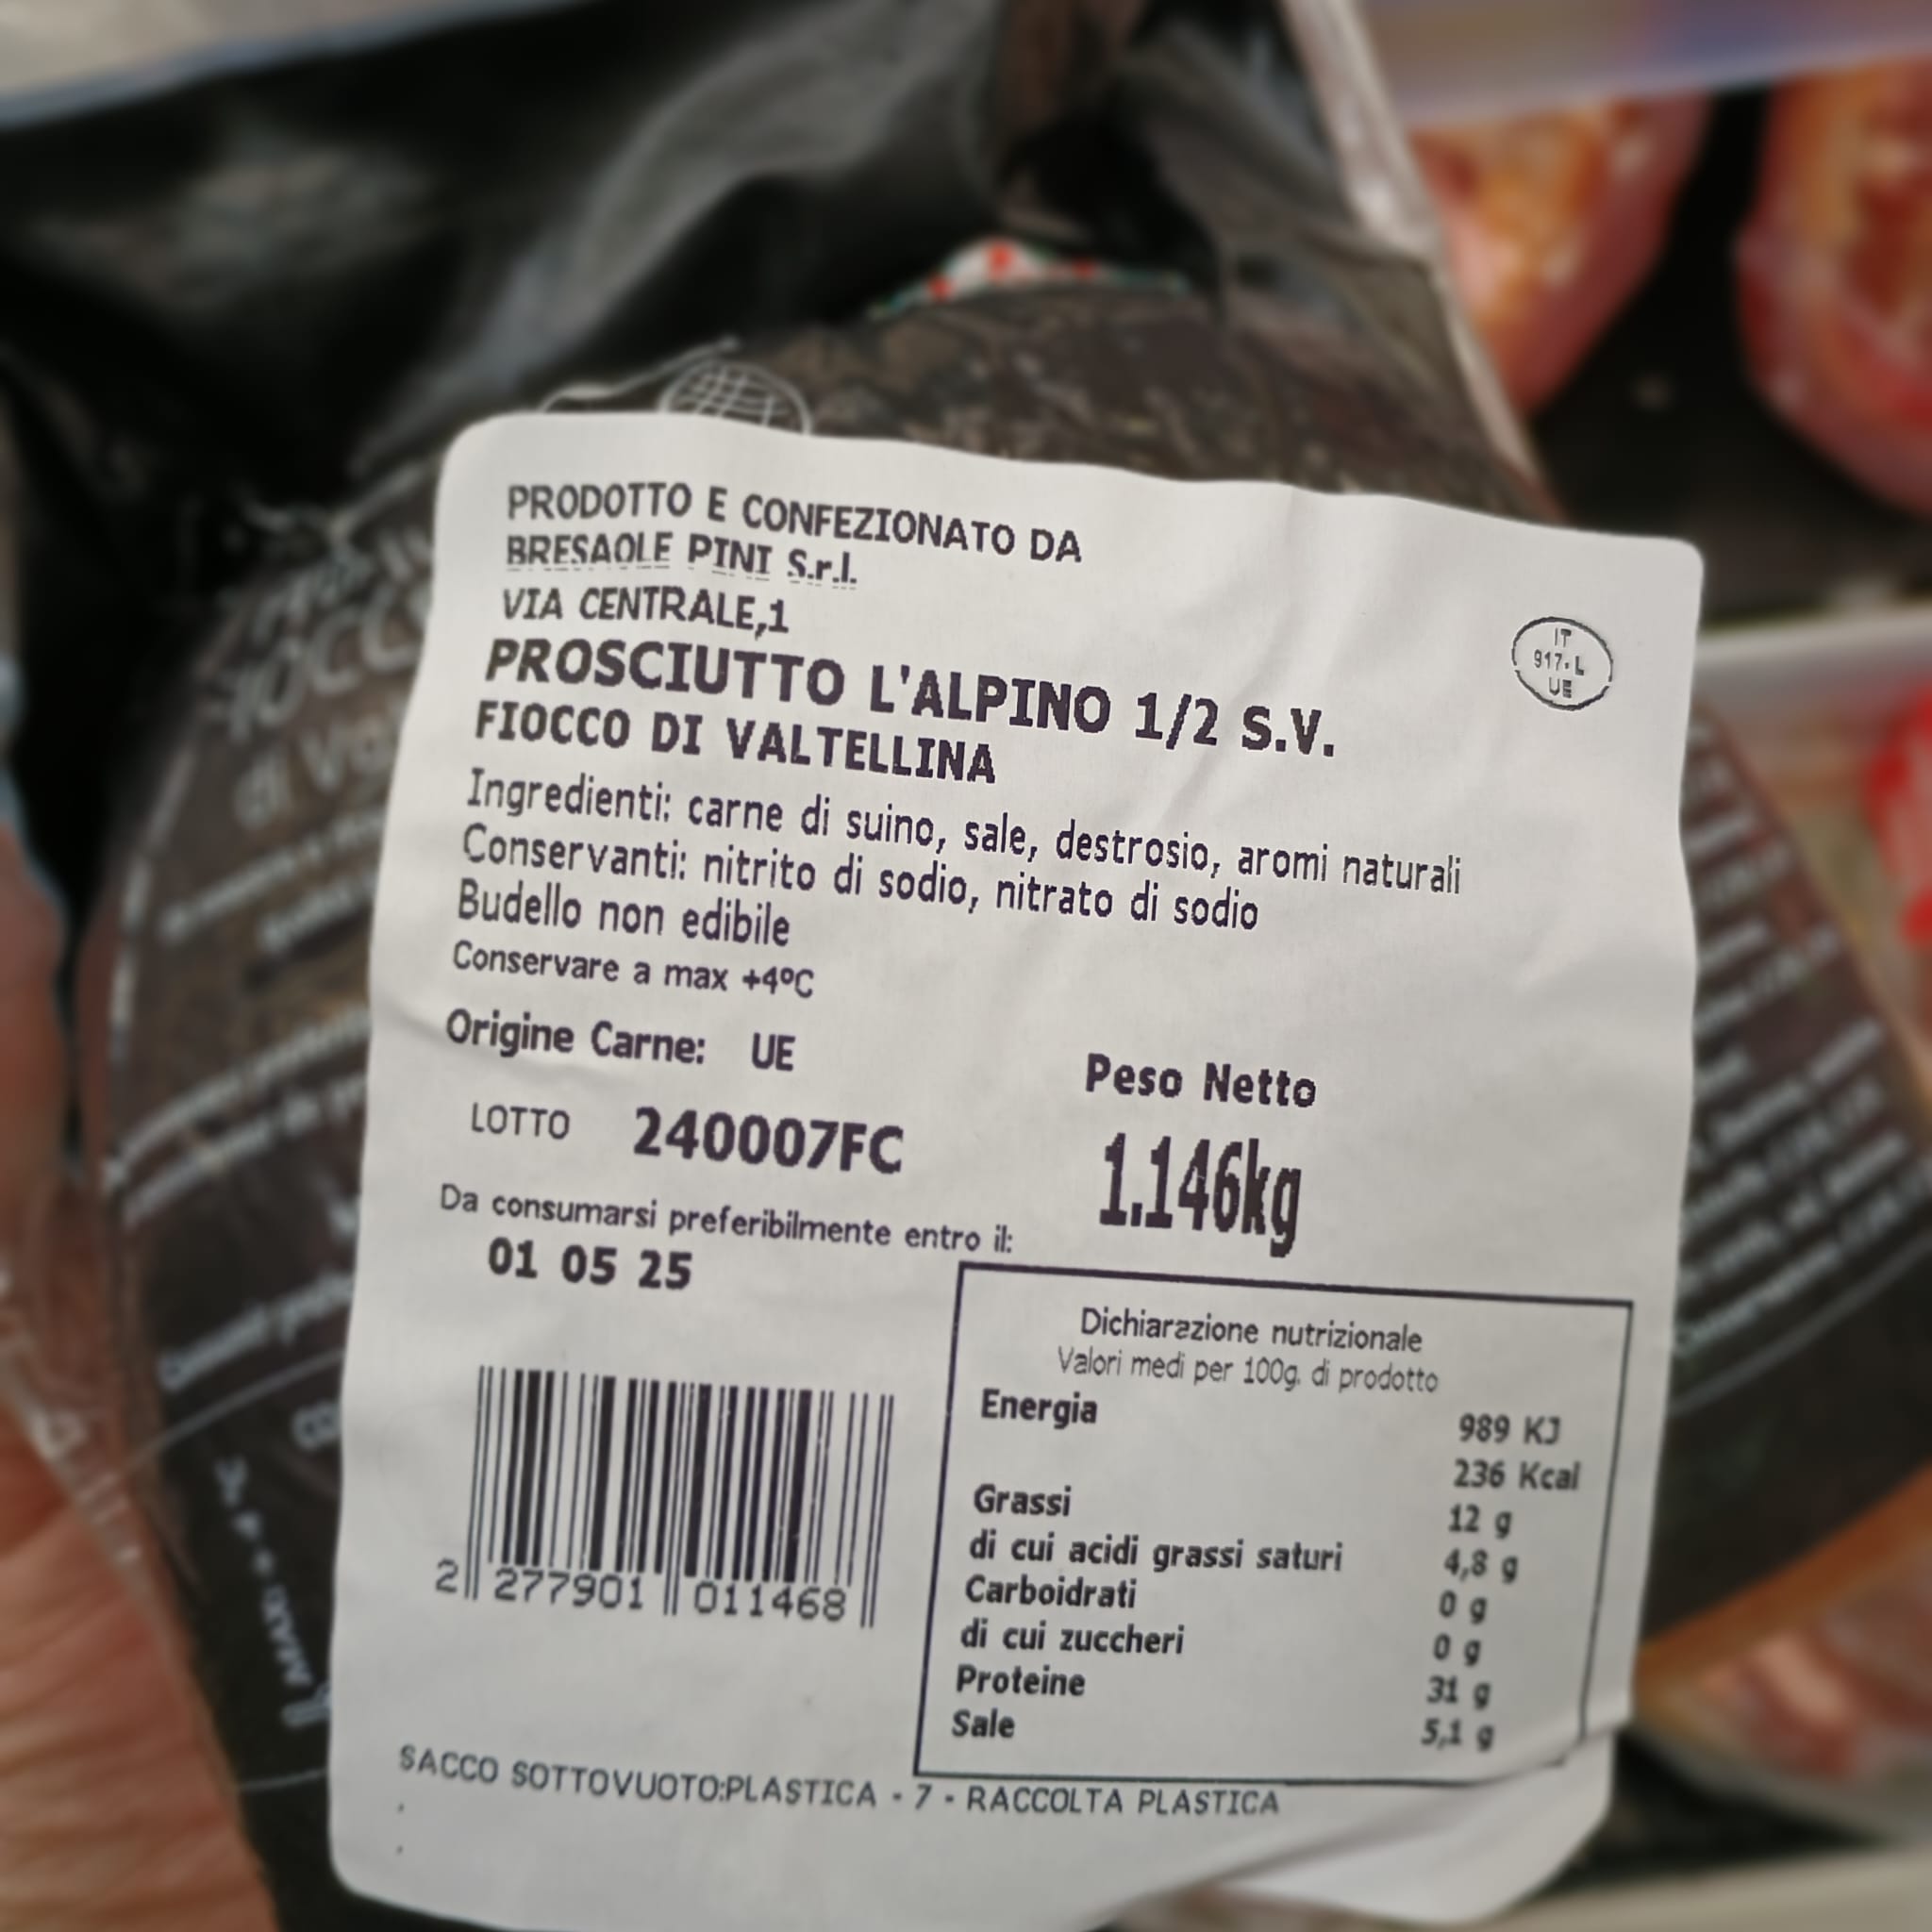 PRODOTTO E CONFEZIONATO DA
BRESAOLE PINI S.r.l.
VIA CENTRALE,1
IT
917-L
UE
PROSCIUTTO L'ALPINO 1/2 S.V.
FIOCCO DI VALTELLINA
Ingredienti: carne di suino, sale, destrosio, aromi naturali
Conservanti: nitrito di sodio, nitrato di sodio
Budello non edibile
Conservare a max +4°C
Origine Carne: UE
Peso Netto
LOTTO 240007FC
1.146kg
Da consumarsi preferibilmente entro il:
01 05 25
Dichiarazione nutrizionale
Valori medi per 100g. di prodotto
Energia 989 KJ
236 Kcal
Grassi 12 g
di cui acidi grassi saturi 4,8 g
Carboidrati 0 g
di cui zuccheri 0 g
Proteine 31 g
Sale 5,1 g
2 277901 011468
SACCO SOTTOVUOTO:PLASTICA - 7 - RACCOLTA PLASTICA